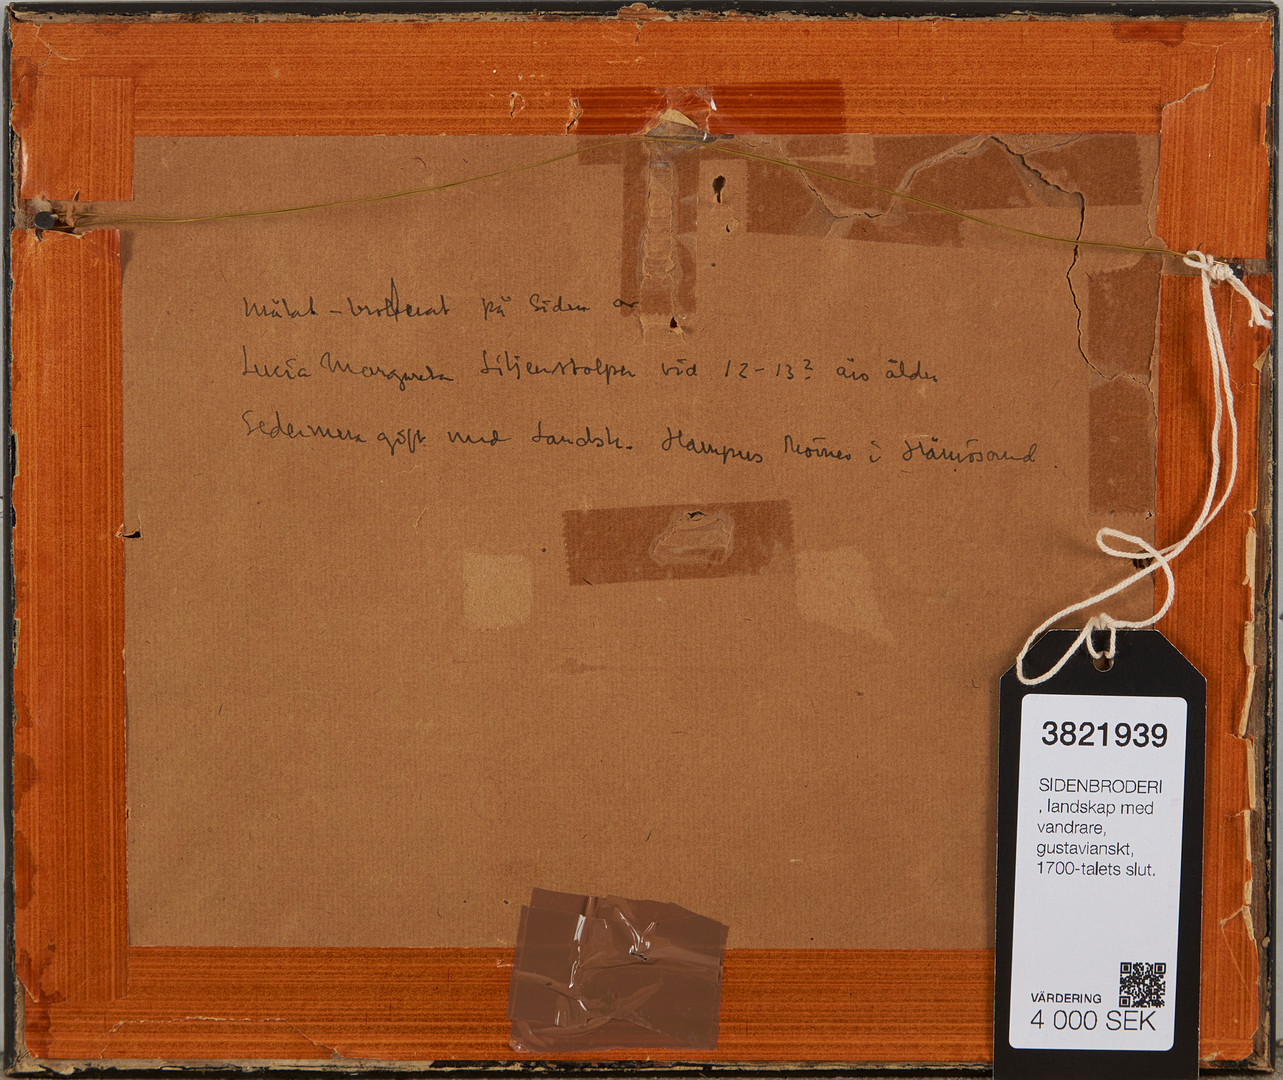 Målat - broderat på Siden av
Lucia Margareta Liljenstolpe vid 12-13? års ålder
Sedermera gift med Landsh. Hampus Mörner i Härnösand.
3821939
SIDENBRODERI
, landskap med
vandrare,
gustavianskt,
1700-talets slut.
VÄRDERING
4 000 SEK